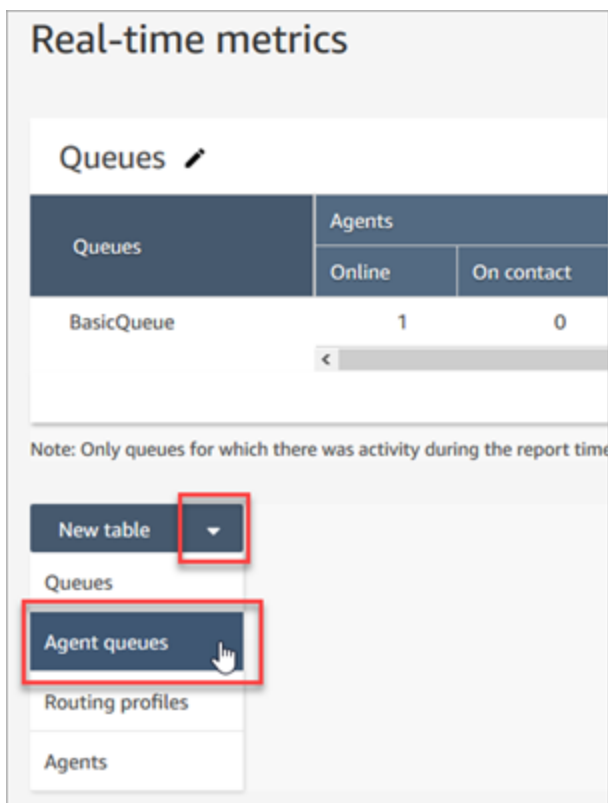 Real-time metrics
Queues
Queues
Agents
Online
On contact
BasicQueue
1
0
Note: Only queues for which there was activity during the report time
New table
Queues
Agent queues
Routing profiles
Agents